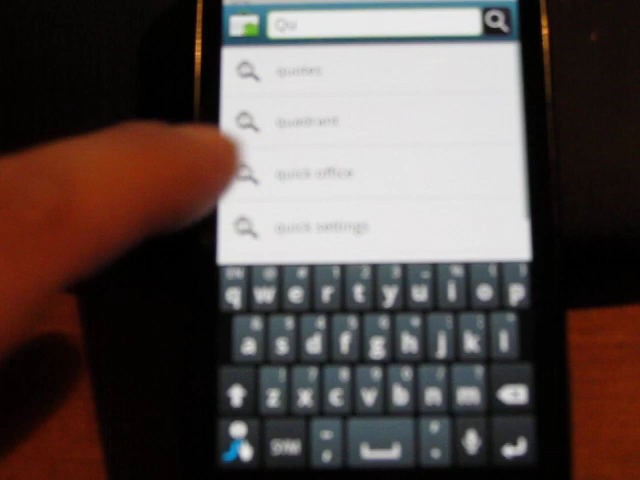 Qu
quotes
quadrant
quick office
quick settings
q w e r t y u i o p
a s d f g h j k l
z x c v b n m
SYM